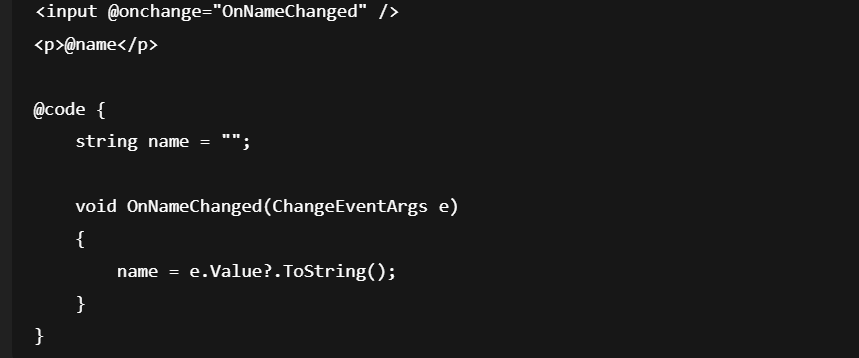 <input @onchange="OnNameChanged" />
<p>@name</p>
@code {
    string name = "";
    void OnNameChanged(ChangeEventArgs e)
    {
        name = e.Value?.ToString();
    }
}